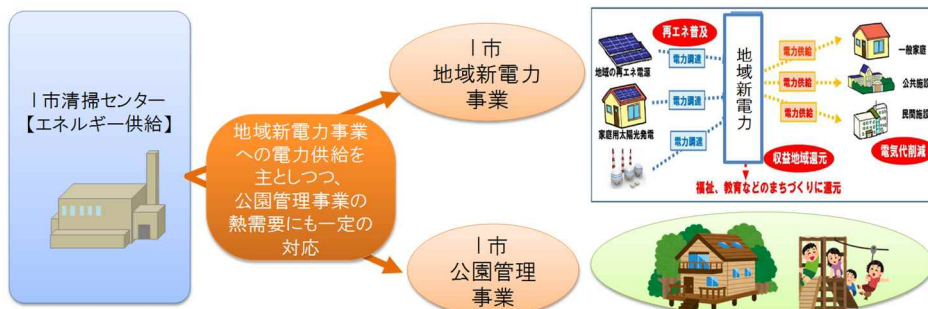 I市清掃センター
【エネルギー供給】
地域新電力事業
への電力供給を
主としつつ、
公園管理事業の
熱需要にも一定の
対応
I市
地域新電力
事業
I市
公園管理
事業
再エネ普及
地域の再エネ電源
電力調達
家庭用太陽光発電
電力調達
電力調達
地域新電力
電力供給
一般家庭
電力供給
公共施設
電力供給
民間施設
収益地域還元
電気代削減
福祉、教育などのまちづくりに還元